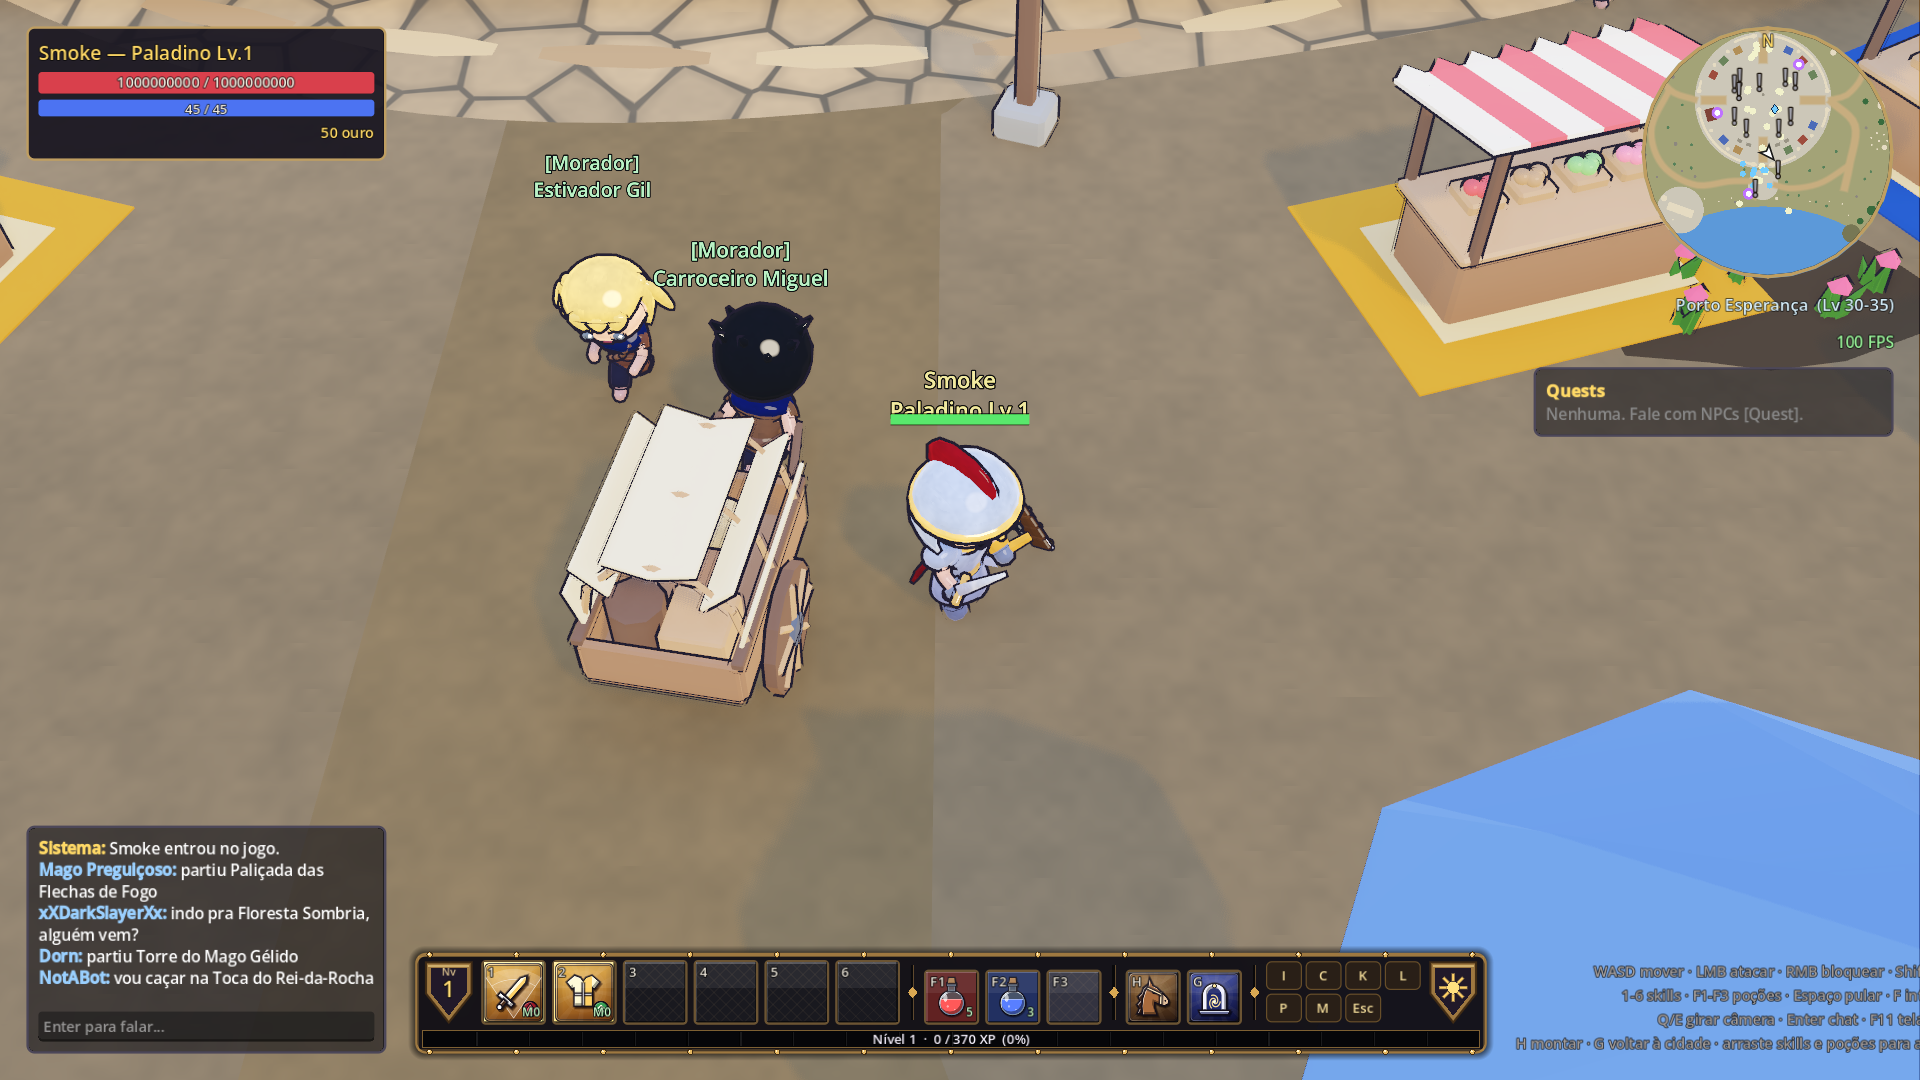 Smoke — Paladino Lv.1
1000000000 / 1000000000
45 / 45
50 ouro
[Morador]
Estivador Gil
[Morador]
Carroceiro Miguel
Smoke
Paladino Lv.1
N
Porto Esperança (Lv 30-35)
100 FPS
Quests
Nenhuma. Fale com NPCs [Quest].
Sistema: Smoke entrou no jogo.
Mago Preguiçoso: partiu Paliçada das
Flechas de Fogo
xXDarkSlayerXx: indo pra Floresta Sombria,
alguém vem?
Dorn: partiu Torre do Mago Gélido
NotABot: vou caçar na Toca do Rei-da-Rocha
Enter para falar...
Nv
1
1 M0
2 M0
3
4
5
6
F1 5
F2 3
F3
H
G
I C K L
P M Esc
Nível 1 · 0 / 370 XP (0%)
WASD mover · LMB atacar · RMB bloquear · Shif
1-6 skills · F1-F3 poções · Espaço pular · F in
Q/E girar câmera · Enter chat · F11 tela
H montar · G voltar à cidade · arraste skills e poções para a